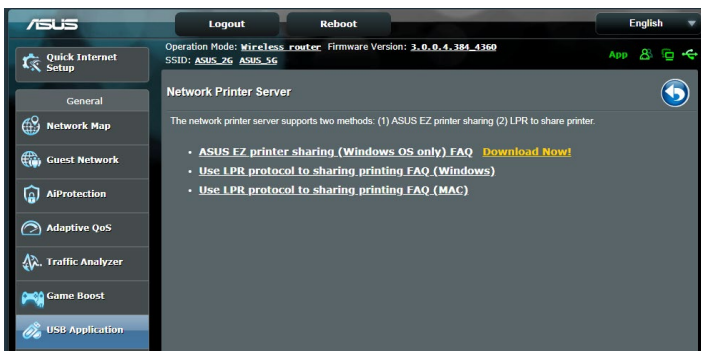 ASUS
Logout
Reboot
English
Quick Internet
Setup
Operation Mode: Wireless router Firmware Version: 3.0.0.4.384_4360
SSID: ASUS_2G ASUS_5G
App
General
Network Map
Guest Network
AiProtection
Adaptive QoS
Traffic Analyzer
Game Boost
USB Application
Network Printer Server
The network printer server supports two methods: (1) ASUS EZ printer sharing (2) LPR to share printer.
• ASUS EZ printer sharing (Windows OS only) FAQ Download Now!
• Use LPR protocol to sharing printing FAQ (Windows)
• Use LPR protocol to sharing printing FAQ (MAC)